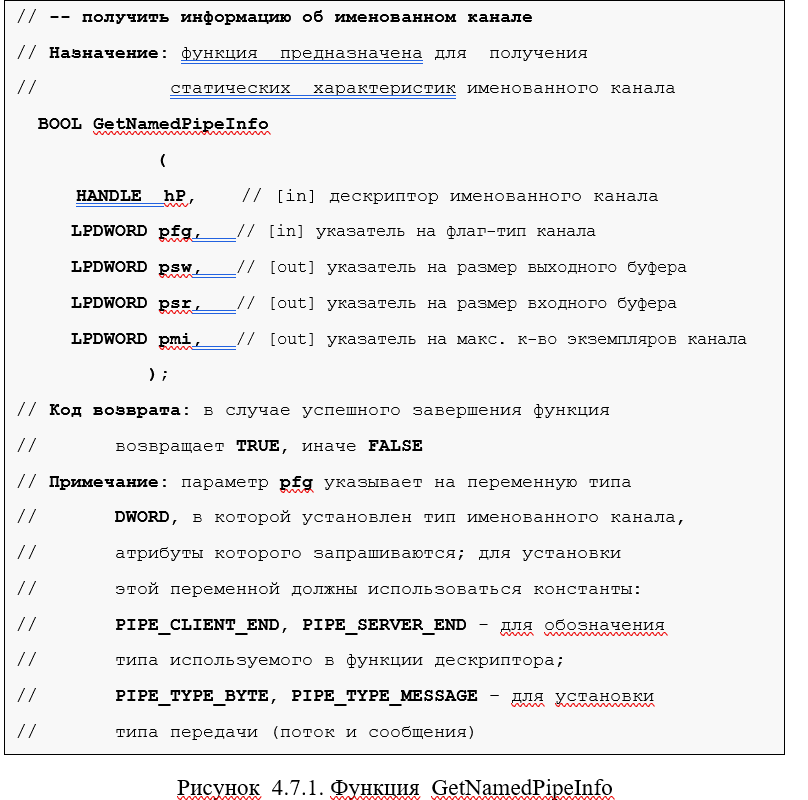 // -- получить информацию об именованном канале
// Назначение: функция предназначена для получения
// статических характеристик именованного канала
BOOL GetNamedPipeInfo
(
HANDLE hP, // [in] дескриптор именованного канала
LPDWORD pfg, // [in] указатель на флаг-тип канала
LPDWORD psw, // [out] указатель на размер выходного буфера
LPDWORD psr, // [out] указатель на размер входного буфера
LPDWORD pmi, // [out] указатель на макс. к-во экземпляров канала
);
// Код возврата: в случае успешного завершения функция
// возвращает TRUE, иначе FALSE
// Примечание: параметр pfg указывает на переменную типа
// DWORD, в которой установлен тип именованного канала,
// атрибуты которого запрашиваются; для установки
// этой переменной должны использоваться константы:
// PIPE_CLIENT_END, PIPE_SERVER_END – для обозначения
// типа используемого в функции дескриптора;
// PIPE_TYPE_BYTE, PIPE_TYPE_MESSAGE – для установки
// типа передачи (поток и сообщения)
Рисунок 4.7.1. Функция GetNamedPipeInfo